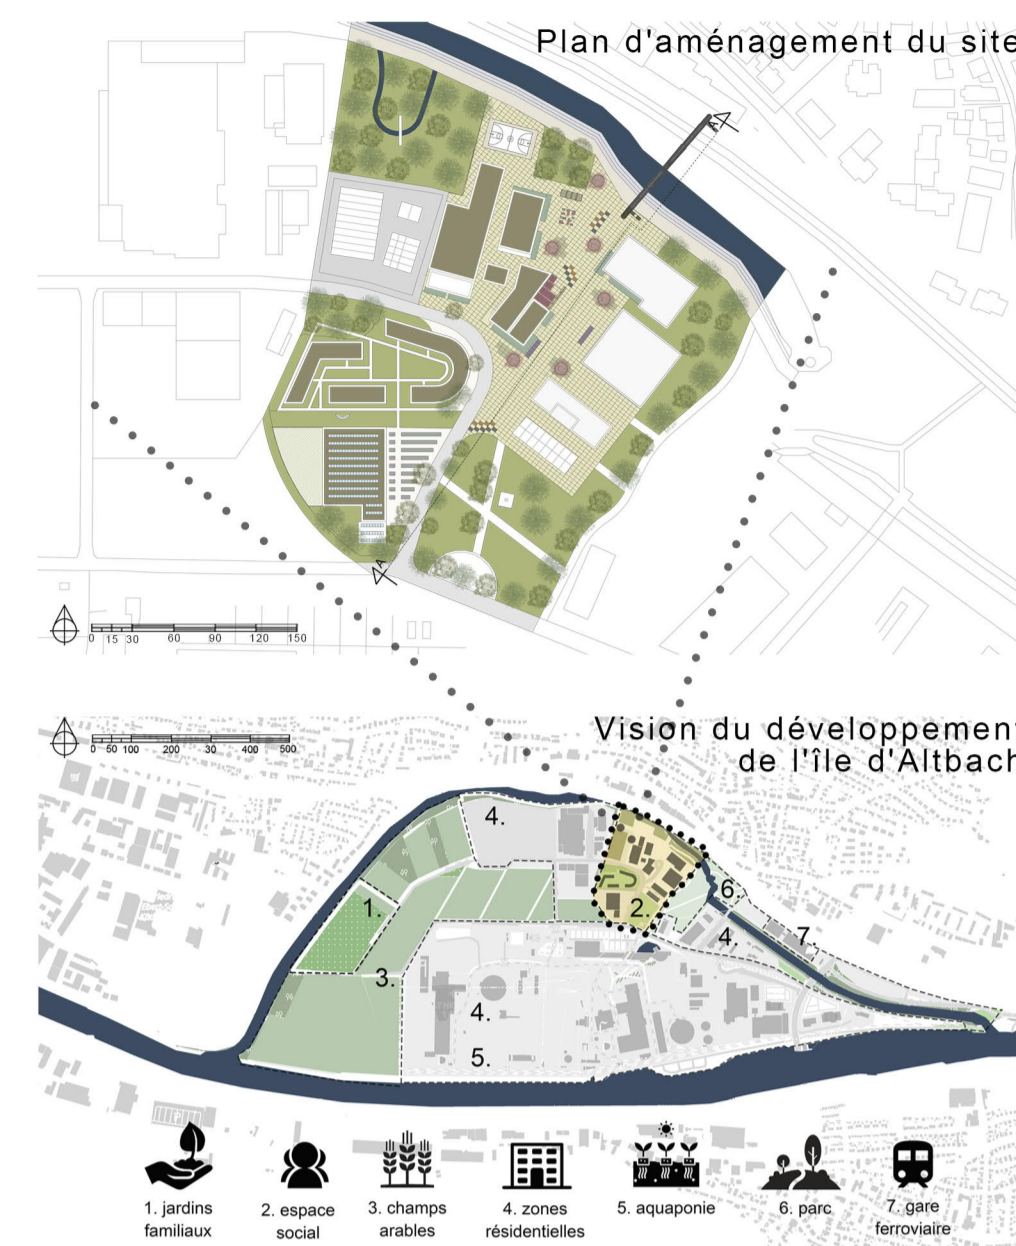 Plan d'aménagement du site
A
A
0 15 30 60 90 120 150
Vision du développement
de l'île d'Altbach
0 50 100 200 30 400 500
4.
1.
2.
6.
4.
7.
3.
4.
5.
1. jardins
familiaux
2. espace
social
3. champs
arables
4. zones
résidentielles
5. aquaponie
6. parc
7. gare
ferroviaire